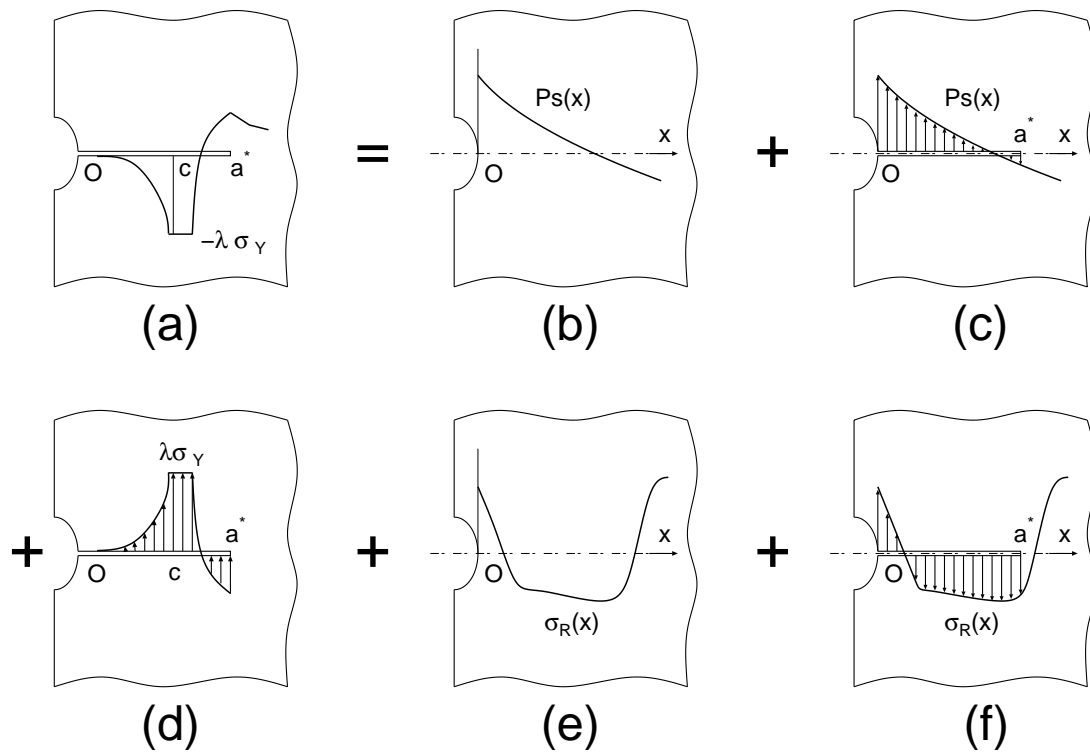 O c a*
−λ σ Y
(a)
=
Ps(x)
x
O
(b)
+
Ps(x)
a* x
O
(c)
+
λσ Y
a*
O c
(d)
+
x
O
σR(x)
(e)
+
a* x
O
σR(x)
(f)